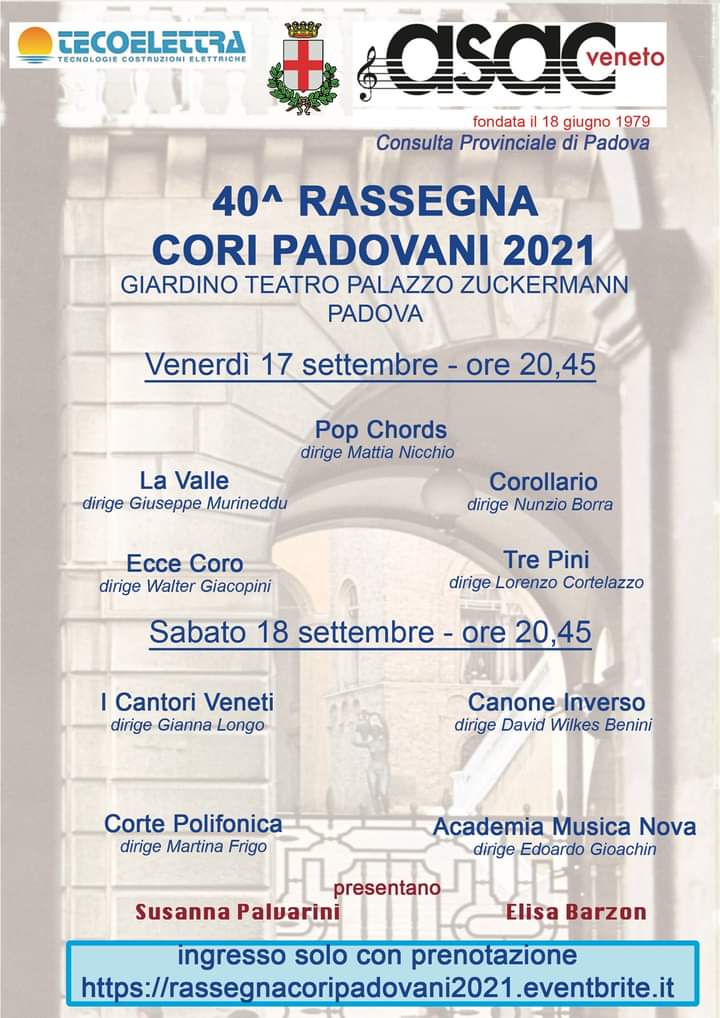 TECOELETTRA
TECNOLOGIE COSTRUZIONI ELETTRICHE
asac veneto
fondata il 18 giugno 1979
Consulta Provinciale di Padova
40^ RASSEGNA
CORI PADOVANI 2021
GIARDINO TEATRO PALAZZO ZUCKERMANN
PADOVA
Venerdì 17 settembre - ore 20,45
Pop Chords
dirige Mattia Nicchio
La Valle
dirige Giuseppe Murineddu
Corollario
dirige Nunzio Borra
Ecce Coro
dirige Walter Giacopini
Tre Pini
dirige Lorenzo Cortelazzo
Sabato 18 settembre - ore 20,45
I Cantori Veneti
dirige Gianna Longo
Canone Inverso
dirige David Wilkes Benini
Corte Polifonica
dirige Martina Frigo
Academia Musica Nova
dirige Edoardo Gioachin
presentano
Susanna Palvarini
Elisa Barzon
ingresso solo con prenotazione
https://rassegnacoripadovani2021.eventbrite.it